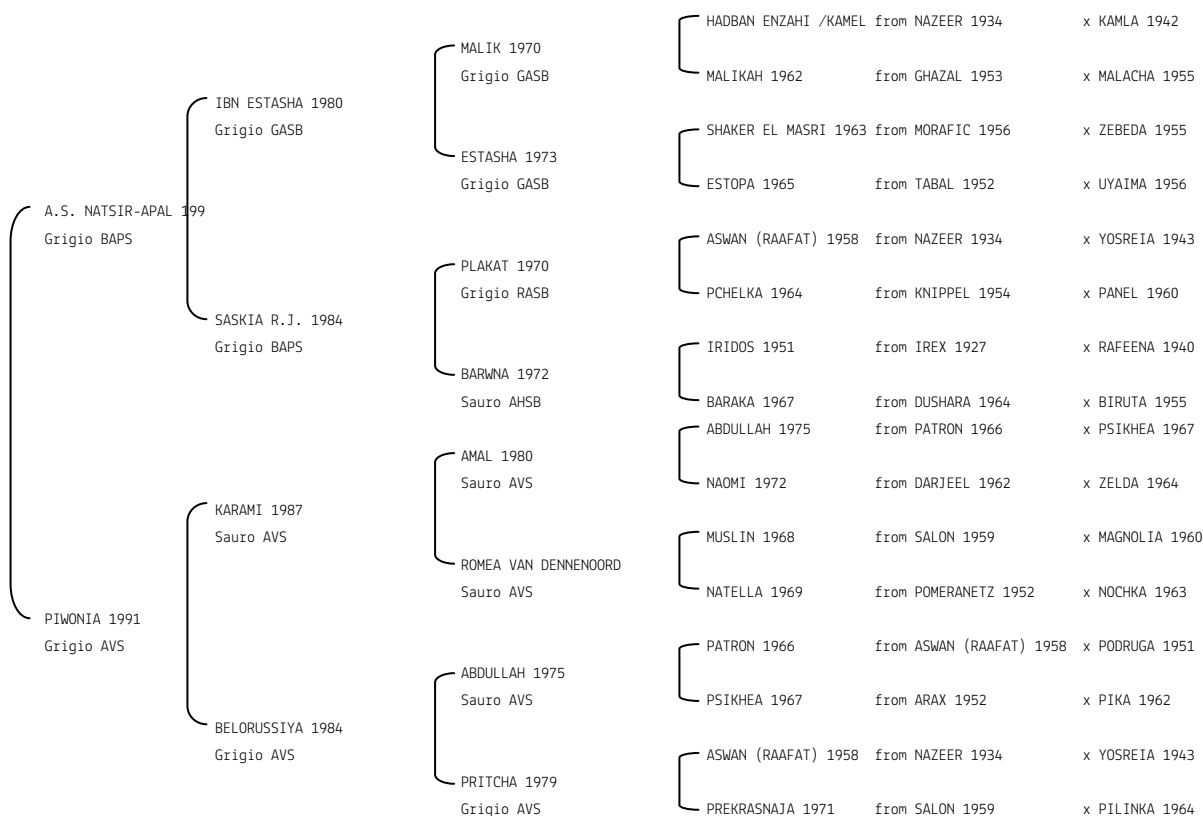 HADBAN ENZAHI /KAMEL from NAZEER 1934 x KAMLA 1942
MALIK 1970
Grigio GASB
MALIKAH 1962 from GHAZAL 1953 x MALACHA 1955
IBN ESTASHA 1980
Grigio GASB
SHAKER EL MASRI 1963 from MORAFIC 1956 x ZEBEDA 1955
ESTASHA 1973
Grigio GASB
ESTOPA 1965 from TABAL 1952 x UYAIMA 1956
A.S. NATSIR-APAL 199
Grigio BAPS
ASWAN (RAAFAT) 1958 from NAZEER 1934 x YOSREIA 1943
PLAKAT 1970
Grigio RASB
PCHELKA 1964 from KNIPPEL 1954 x PANEL 1960
SASKIA R.J. 1984
Grigio BAPS
IRIDOS 1951 from IREX 1927 x RAFEENA 1940
BARWNA 1972
Sauro AHSB
BARAKA 1967 from DUSHARA 1964 x BIRUTA 1955
ABDULLAH 1975 from PATRON 1966 x PSIKHEA 1967
AMAL 1980
Sauro AVS
NAOMI 1972 from DARJEEL 1962 x ZELDA 1964
KARAMI 1987
Sauro AVS
MUSLIN 1968 from SALON 1959 x MAGNOLIA 1960
ROMEA VAN DENNENOORD
Sauro AVS
NATELLA 1969 from POMERANETZ 1952 x NOCHKA 1963
PIWONIA 1991
Grigio AVS
PATRON 1966 from ASWAN (RAAFAT) 1958 x PODRUGA 1951
ABDULLAH 1975
Sauro AVS
PSIKHEA 1967 from ARAX 1952 x PIKA 1962
BELORUSSIYA 1984
Grigio AVS
ASWAN (RAAFAT) 1958 from NAZEER 1934 x YOSREIA 1943
PRITCHA 1979
Grigio AVS
PREKRASNAJA 1971 from SALON 1959 x PILINKA 1964